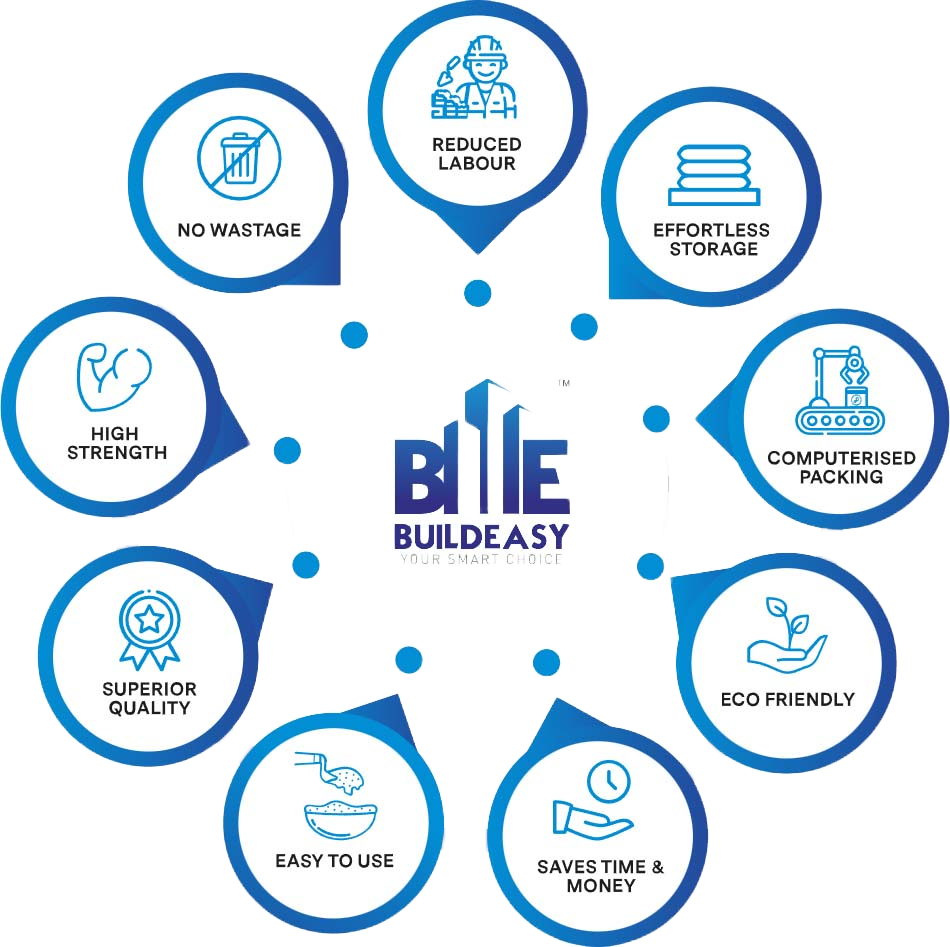 REDUCED
LABOUR
EFFORTLESS
STORAGE
COMPUTERISED
PACKING
ECO FRIENDLY
SAVES TIME &
MONEY
EASY TO USE
SUPERIOR
QUALITY
HIGH
STRENGTH
NO WASTAGE
TM
BE
BUILDEASY
YOUR SMART CHOICE